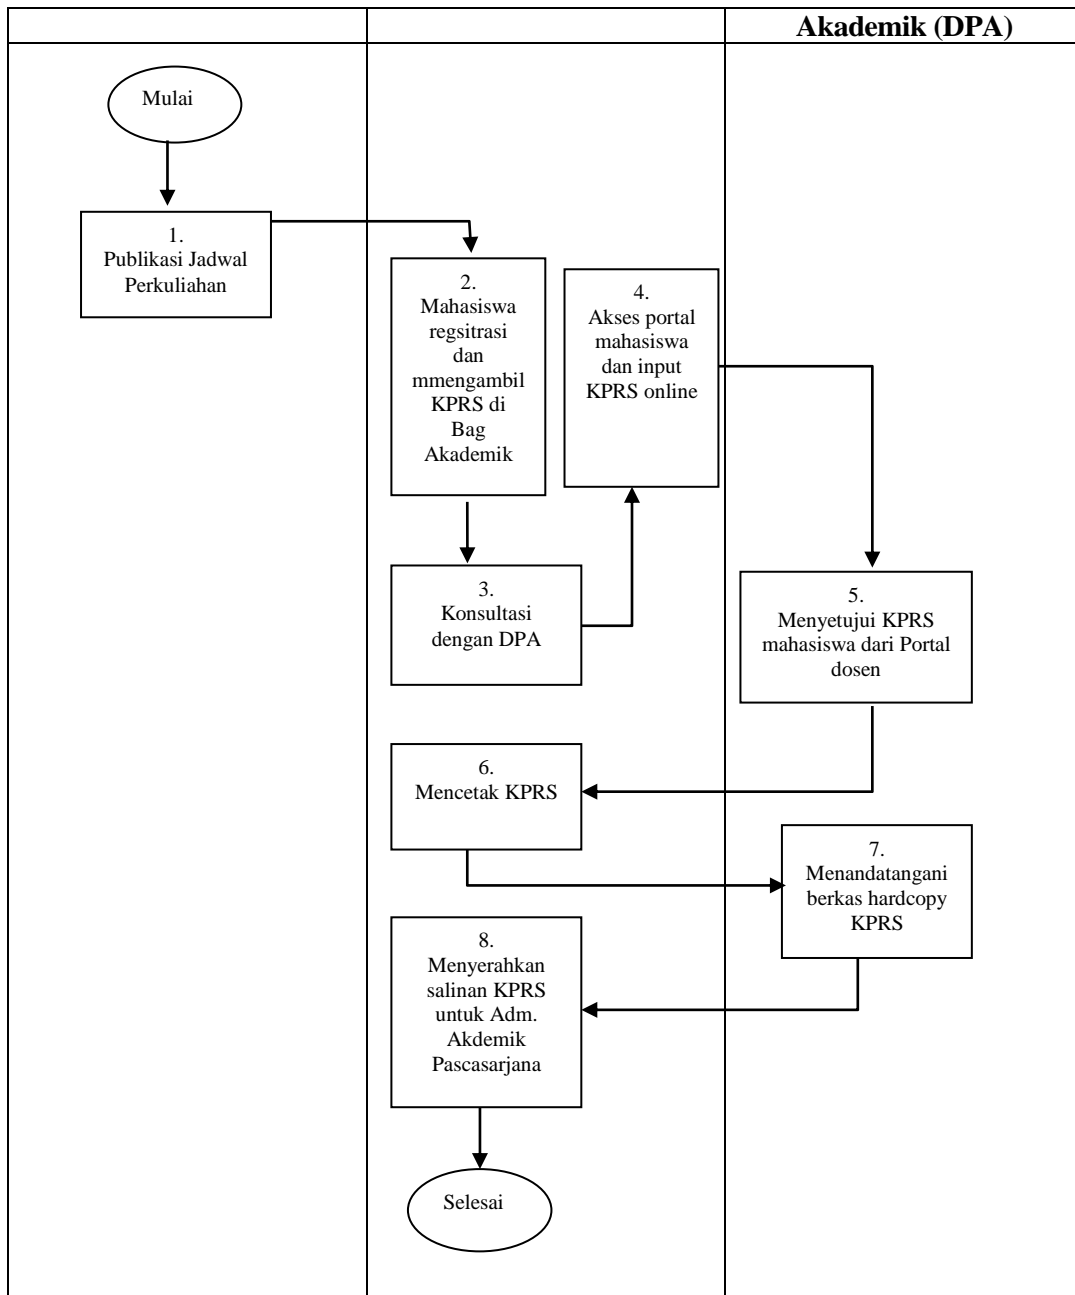 Akademik (DPA)
Mulai
1.
Publikasi Jadwal
Perkuliahan
2.
Mahasiswa
regsitrasi
dan
mmengambil
KPRS di
Bag
Akademik
3.
Konsultasi
dengan DPA
4.
Akses portal
mahasiswa
dan input
KPRS online
5.
Menyetujui KPRS
mahasiswa dari Portal
dosen
6.
Mencetak KPRS
7.
Menandatangani
berkas hardcopy
KPRS
8.
Menyerahkan
salinan KPRS
untuk Adm.
Akdemik
Pascasarjana
Selesai